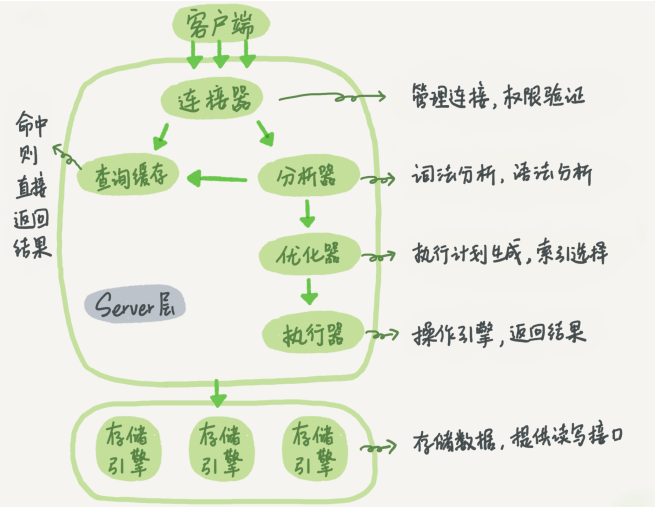 客户端
连接器
管理连接,权限验证
命中
则
直接
返回
结果
查询缓存
分析器
词法分析,语法分析
优化器
执行计划生成,索引选择
Server层
执行器
操作引擎,返回结果
存储
引擎
存储
引擎
存储
引擎
存储数据,提供读写接口